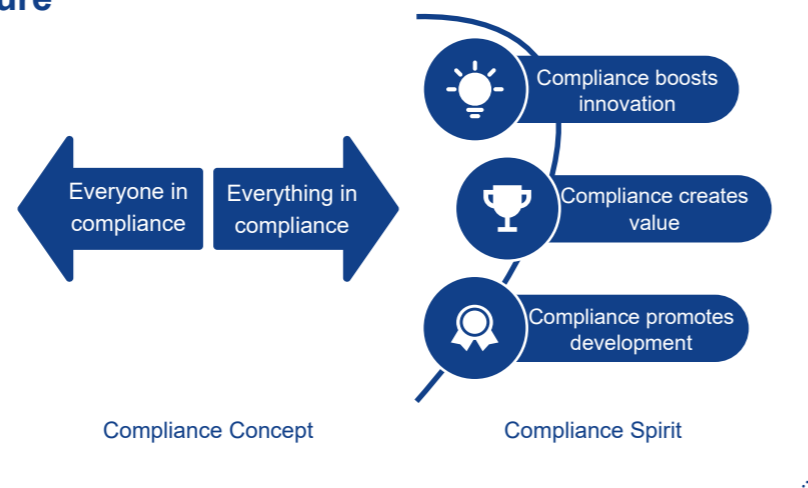 Everyone in
compliance
Everything in
compliance
Compliance Concept
Compliance boosts
innovation
Compliance creates
value
Compliance promotes
development
Compliance Spirit